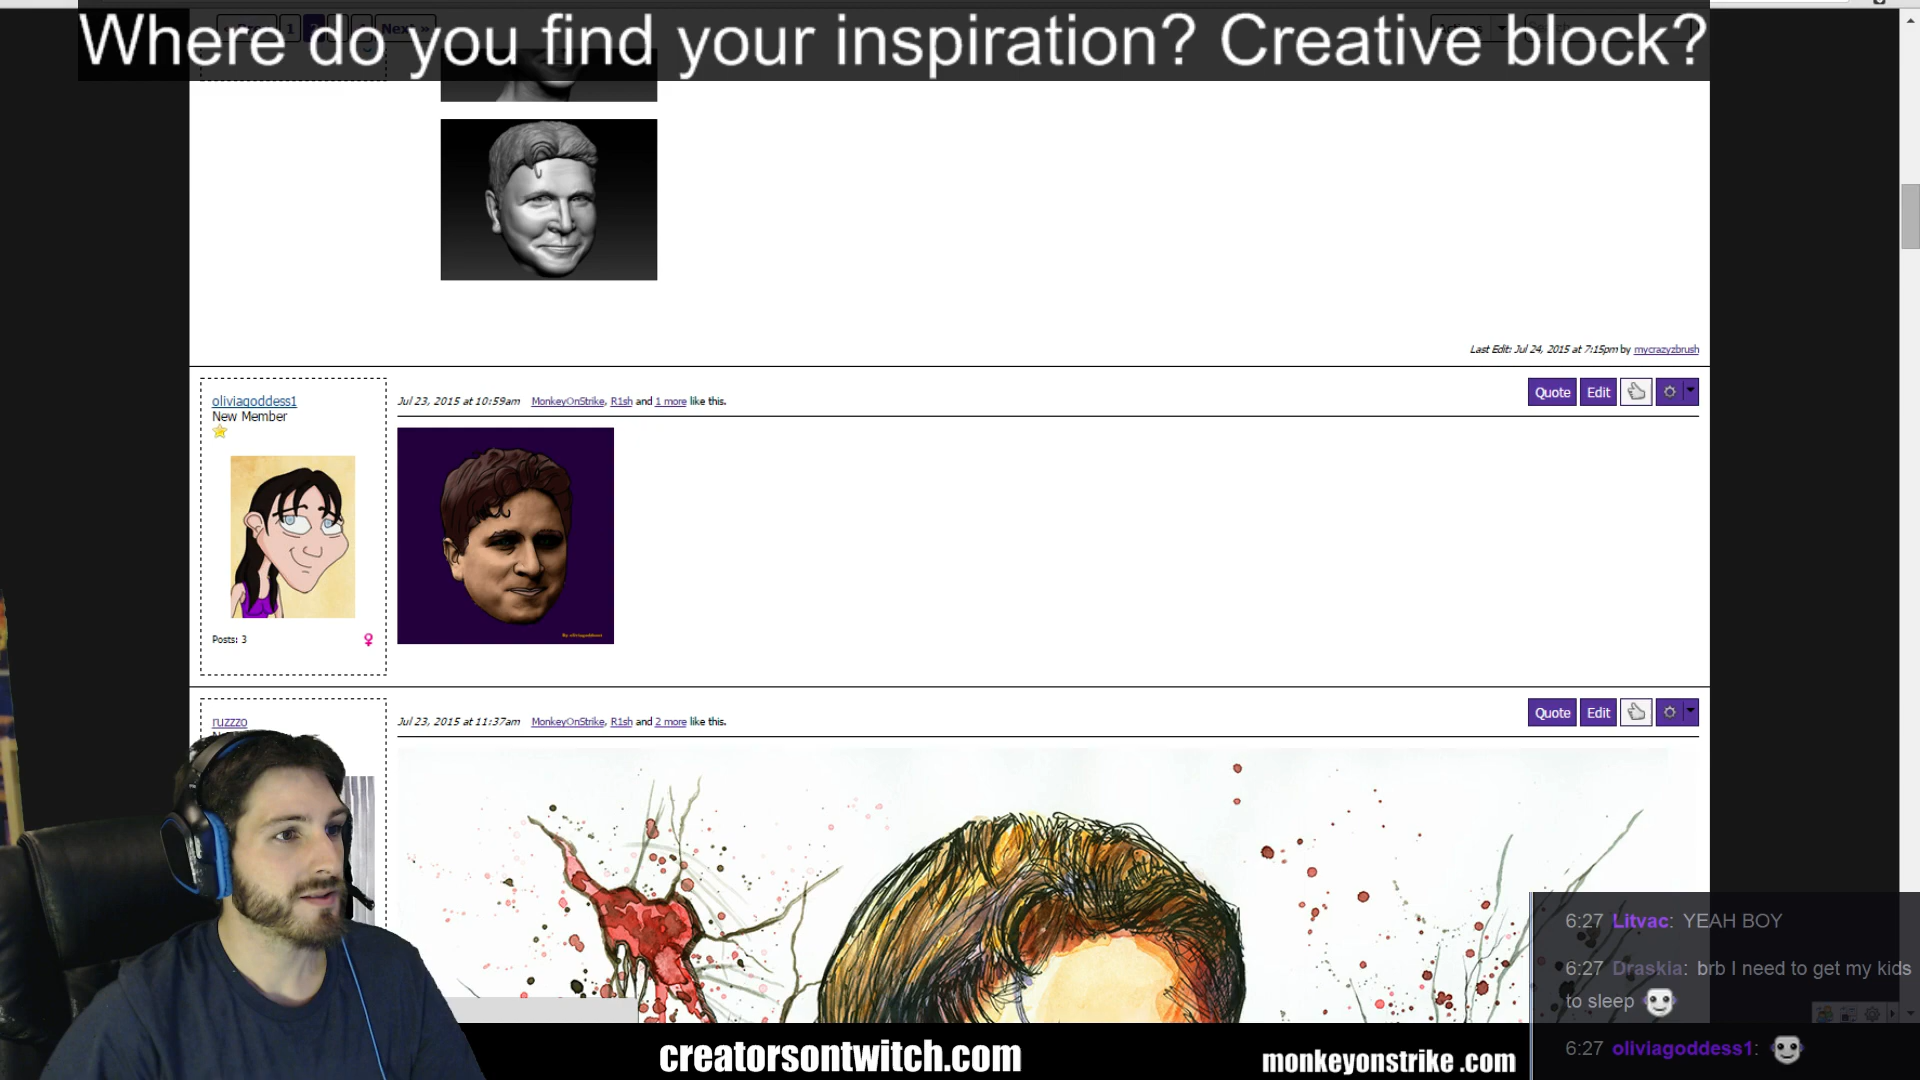 Where do you find your inspiration? Creative block?
1
Next »
Last Edit: Jul 24, 2015 at 7:15pm by mycrazyzbrush
oliviagoddess1
New Member
Jul 23, 2015 at 10:59am MonkeyOnStrike, R1sh and 1 more like this.
Quote Edit
By oliviagoddess1
Posts: 3
ruzzzo
Jul 23, 2015 at 11:37am MonkeyOnStrike, R1sh and 2 more like this.
Quote Edit
6:27 Litvac: YEAH BOY
6:27 Draskia: brb I need to get my kids
to sleep
6:27 oliviagoddess1:
creatorsontwitch.com
monkeyonstrike .com